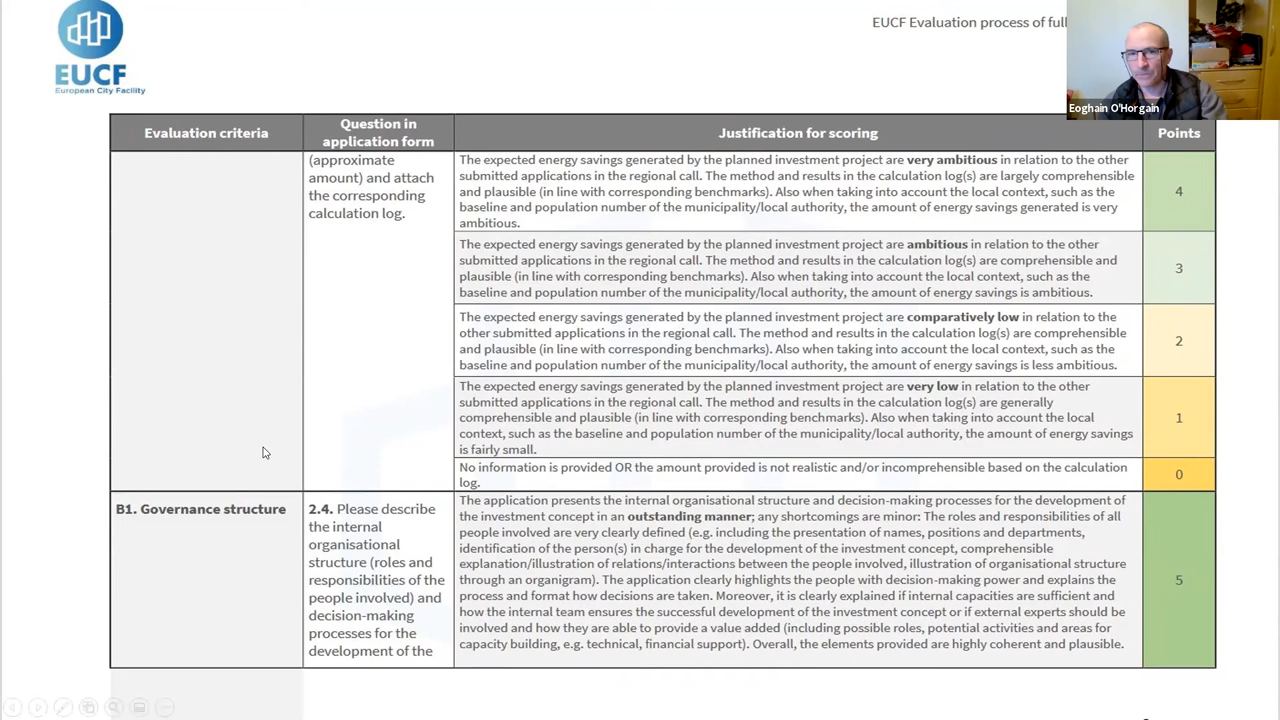 EUCF
European City Facility
EUCF Evaluation process of full
Eoghain O'Horgain
Evaluation criteria
Question in
application form
Justification for scoring
Points
(approximate
amount) and attach
the corresponding
calculation log.
The expected energy savings generated by the planned investment project are very ambitious in relation to the other
submitted applications in the regional call. The method and results in the calculation log(s) are largely comprehensible
and plausible (in line with corresponding benchmarks). Also when taking into account the local context, such as the
baseline and population number of the municipality/local authority, the amount of energy savings generated is very
ambitious.
4
The expected energy savings generated by the planned investment project are ambitious in relation to the other
submitted applications in the regional call. The method and results in the calculation log(s) are comprehensible and
plausible (in line with corresponding benchmarks). Also when taking into account the local context, such as the
baseline and population number of the municipality/local authority, the amount of energy savings is ambitious.
3
The expected energy savings generated by the planned investment project are comparatively low in relation to the
other submitted applications in the regional call. The method and results in the calculation log(s) are comprehensible
and plausible (in line with corresponding benchmarks). Also when taking into account the local context, such as the
baseline and population number of the municipality/local authority, the amount of energy savings is less ambitious.
2
The expected energy savings generated by the planned investment project are very low in relation to the other
submitted applications in the regional call. The method and results in the calculation log(s) are generally
comprehensible and plausible (in line with corresponding benchmarks). Also when taking into account the local
context, such as the baseline and population number of the municipality/local authority, the amount of energy savings
is fairly small.
1
No information is provided OR the amount provided is not realistic and/or incomprehensible based on the calculation
log.
0
B1. Governance structure
2.4. Please describe
the internal
organisational
structure (roles and
responsibilities of the
people involved) and
decision-making
processes for the
development of the
The application presents the internal organisational structure and decision-making processes for the development of
the investment concept in an outstanding manner; any shortcomings are minor: The roles and responsibilities of all
people involved are very clearly defined (e.g. including the presentation of names, positions and departments,
identification of the person(s) in charge for the development of the investment concept, comprehensible
explanation/illustration of relations/interactions between the people involved, illustration of organisational structure
through an organigram). The application clearly highlights the people with decision-making power and explains the
process and format how decisions are taken. Moreover, it is clearly explained if internal capacities are sufficient and
how the internal team ensures the successful development of the investment concept or if external experts should be
involved and how they are able to provide a value added (including possible roles, potential activities and areas for
capacity building, e.g. technical, financial support). Overall, the elements provided are highly coherent and plausible.
5